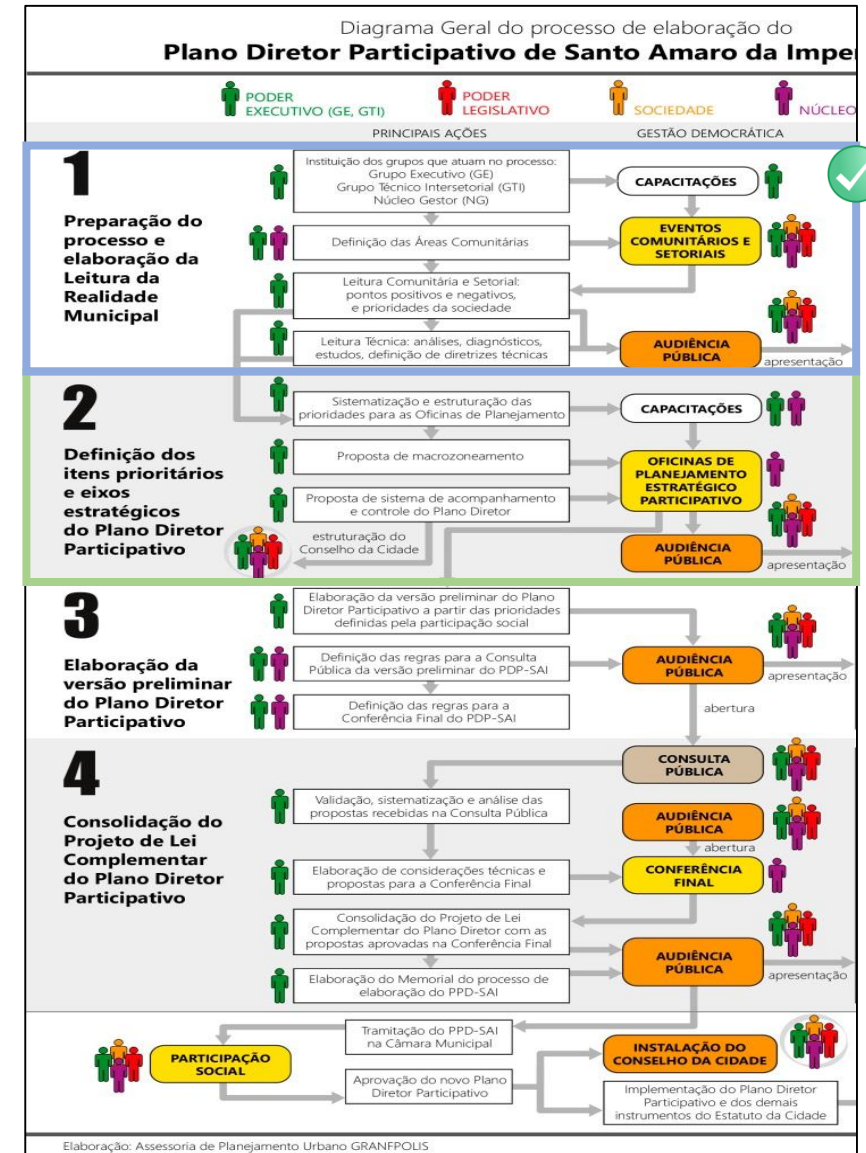 Diagrama Geral do processo de elaboração do
Plano Diretor Participativo de Santo Amaro da Impe
PODER
EXECUTIVO (GE, GTI)
PODER
LEGISLATIVO
SOCIEDADE
NÚCLEO
PRINCIPAIS AÇÕES
GESTÃO DEMOCRÁTICA
1
Preparação do
processo e
elaboração da
Leitura da
Realidade
Municipal
Instituição dos grupos que atuam no processo:
Grupo Executivo (GE)
Grupo Técnico Intersetorial (GTI)
Núcleo Gestor (NG)
CAPACITAÇÕES
Definição das Áreas Comunitárias
EVENTOS
COMUNITÁRIOS E
SETORIAIS
Leitura Comunitária e Setorial:
pontos positivos e negativos,
e prioridades da sociedade
Leitura Técnica: análises, diagnósticos,
estudos, definição de diretrizes técnicas
AUDIÊNCIA
PÚBLICA
apresentação
2
Definição dos
itens prioritários
e eixos
estratégicos
do Plano Diretor
Participativo
Sistematização e estruturação das
prioridades para as Oficinas de Planejamento
CAPACITAÇÕES
Proposta de macrozoneamento
OFICINAS DE
PLANEJAMENTO
ESTRATÉGICO
PARTICIPATIVO
Proposta de sistema de acompanhamento
e controle do Plano Diretor
estruturação do
Conselho da Cidade
AUDIÊNCIA
PÚBLICA
apresentação
3
Elaboração da
versão preliminar
do Plano Diretor
Participativo
Elaboração da versão preliminar do Plano
Diretor Participativo a partir das prioridades
definidas pela participação social
Definição das regras para a Consulta
Pública da versão preliminar do PDP-SAI
AUDIÊNCIA
PÚBLICA
apresentação
Definição das regras para a
Conferência Final do PDP-SAI
abertura
4
Consolidação do
Projeto de Lei
Complementar
do Plano Diretor
Participativo
CONSULTA
PÚBLICA
Validação, sistematização e análise das
propostas recebidas na Consulta Pública
AUDIÊNCIA
PÚBLICA
abertura
Elaboração de considerações técnicas e
propostas para a Conferência Final
CONFERÊNCIA
FINAL
Consolidação do Projeto de Lei
Complementar do Plano Diretor com as
propostas aprovadas na Conferência Final
AUDIÊNCIA
PÚBLICA
apresentação
Elaboração do Memorial do processo de
elaboração do PPD-SAI
Tramitação do PPD-SAI
na Câmara Municipal
PARTICIPAÇÃO
SOCIAL
INSTALAÇÃO DO
CONSELHO DA CIDADE
Aprovação do novo Plano
Diretor Participativo
Implementação do Plano Diretor
Participativo e dos demais
instrumentos do Estatuto da Cidade
Elaboração: Assessoria de Planejamento Urbano GRANFPOLIS